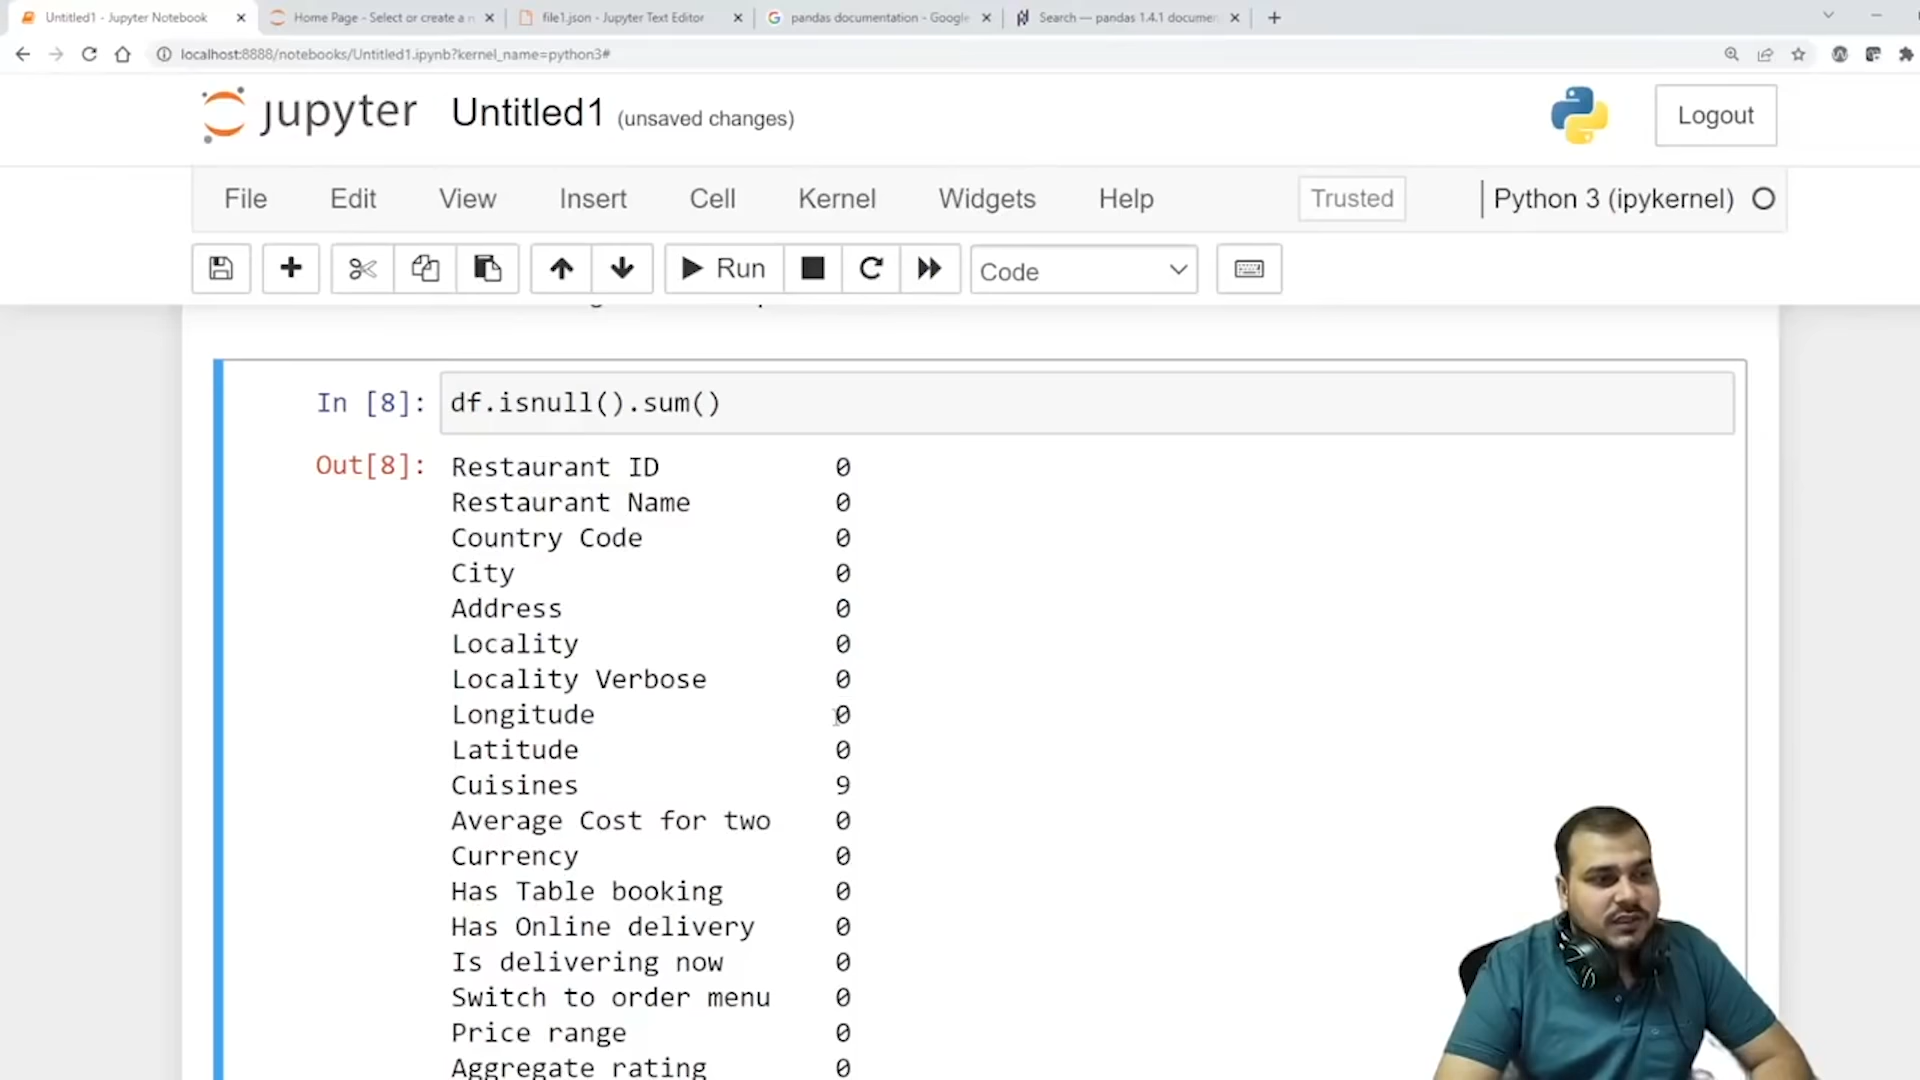 Untitled1 - Jupyter Notebook
Home Page - Select or create a n
file1.json - Jupyter Text Editor
pandas documentation - Google
Search — pandas 1.4.1 documen
localhost:8888/notebooks/Untitled1.ipynb?kernel_name=python3#
jupyter Untitled1 (unsaved changes)
Logout
File Edit View Insert Cell Kernel Widgets Help Trusted Python 3 (ipykernel)
Run Code
In [8]: df.isnull().sum()
Out[8]: Restaurant ID 0
Restaurant Name 0
Country Code 0
City 0
Address 0
Locality 0
Locality Verbose 0
Longitude 0
Latitude 0
Cuisines 9
Average Cost for two 0
Currency 0
Has Table booking 0
Has Online delivery 0
Is delivering now 0
Switch to order menu 0
Price range 0
Aggregate rating 0